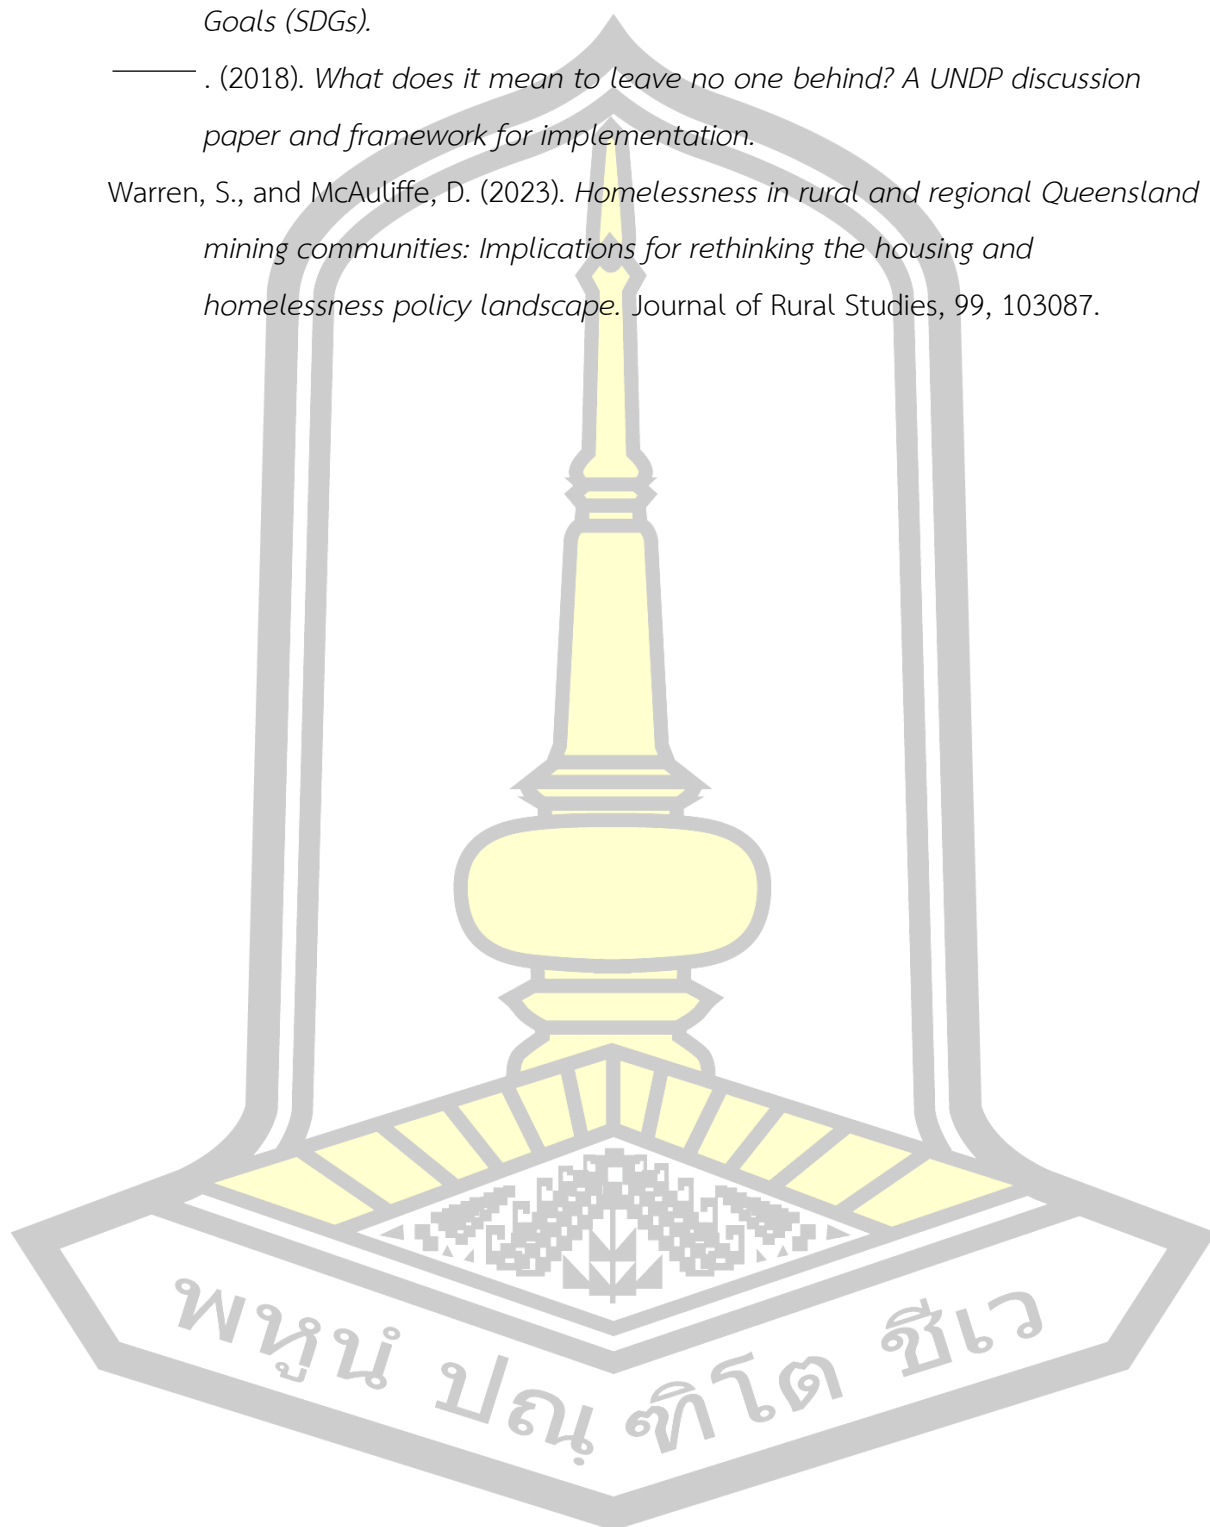 Goals (SDGs).
_______ . (2018). What does it mean to leave no one behind? A UNDP discussion
paper and framework for implementation.
Warren, S., and McAuliffe, D. (2023). Homelessness in rural and regional Queensland
mining communities: Implications for rethinking the housing and
homelessness policy landscape. Journal of Rural Studies, 99, 103087.
พหูนํ ปณฺฑิโต ชีเว